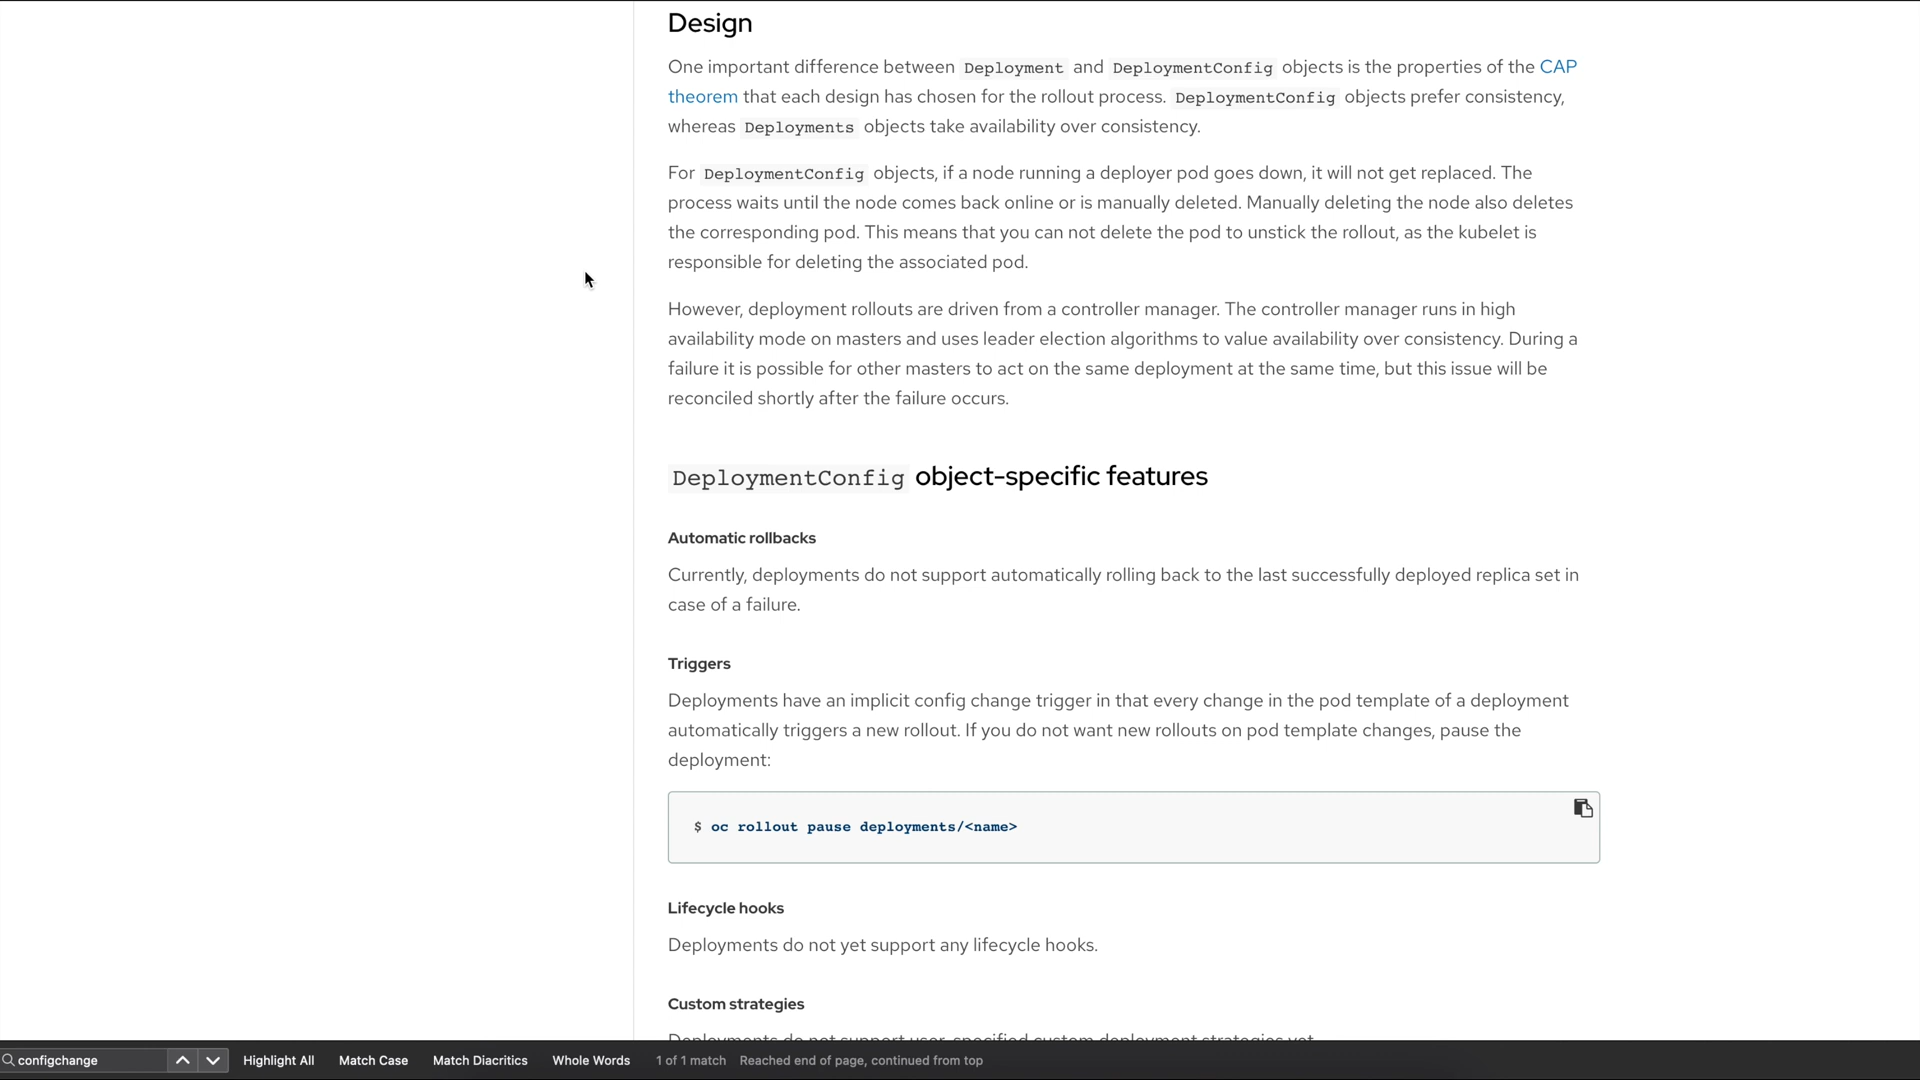 Design
One important difference between Deployment and DeploymentConfig objects is the properties of the CAP
theorem that each design has chosen for the rollout process. DeploymentConfig objects prefer consistency,
whereas Deployments objects take availability over consistency.
For DeploymentConfig objects, if a node running a deployer pod goes down, it will not get replaced. The
process waits until the node comes back online or is manually deleted. Manually deleting the node also deletes
the corresponding pod. This means that you can not delete the pod to unstick the rollout, as the kubelet is
responsible for deleting the associated pod.
However, deployment rollouts are driven from a controller manager. The controller manager runs in high
availability mode on masters and uses leader election algorithms to value availability over consistency. During a
failure it is possible for other masters to act on the same deployment at the same time, but this issue will be
reconciled shortly after the failure occurs.
DeploymentConfig object-specific features
Automatic rollbacks
Currently, deployments do not support automatically rolling back to the last successfully deployed replica set in
case of a failure.
Triggers
Deployments have an implicit config change trigger in that every change in the pod template of a deployment
automatically triggers a new rollout. If you do not want new rollouts on pod template changes, pause the
deployment:
$ oc rollout pause deployments/<name>
Lifecycle hooks
Deployments do not yet support any lifecycle hooks.
Custom strategies
Deployments do not support user-specified custom deployment strategies yet.
configchange Highlight All Match Case Match Diacritics Whole Words 1 of 1 match Reached end of page, continued from top